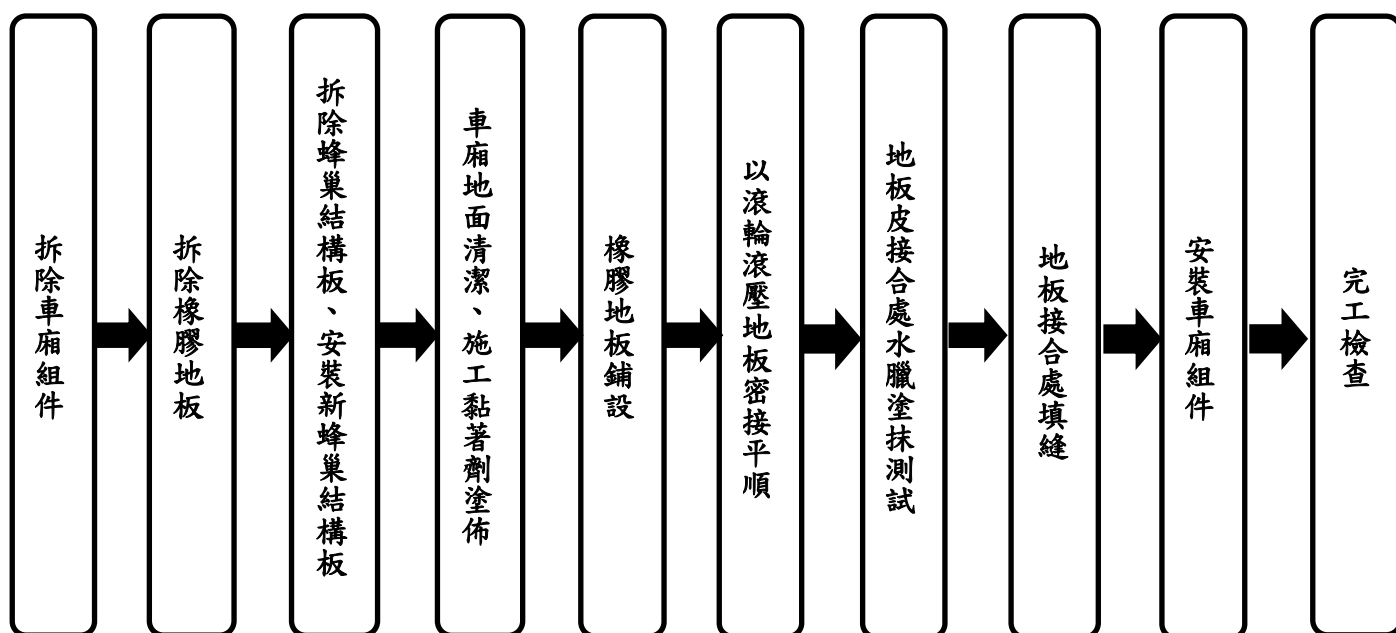 拆除車廂組件
拆除橡膠地板
拆除蜂巢結構板、安裝新蜂巢結構板
車廂地面清潔、施工黏著劑塗佈
橡膠地板鋪設
以滾輪滾壓地板密接平順
地板皮接合處水臘塗抹測試
地板接合處填縫
安裝車廂組件
完工檢查